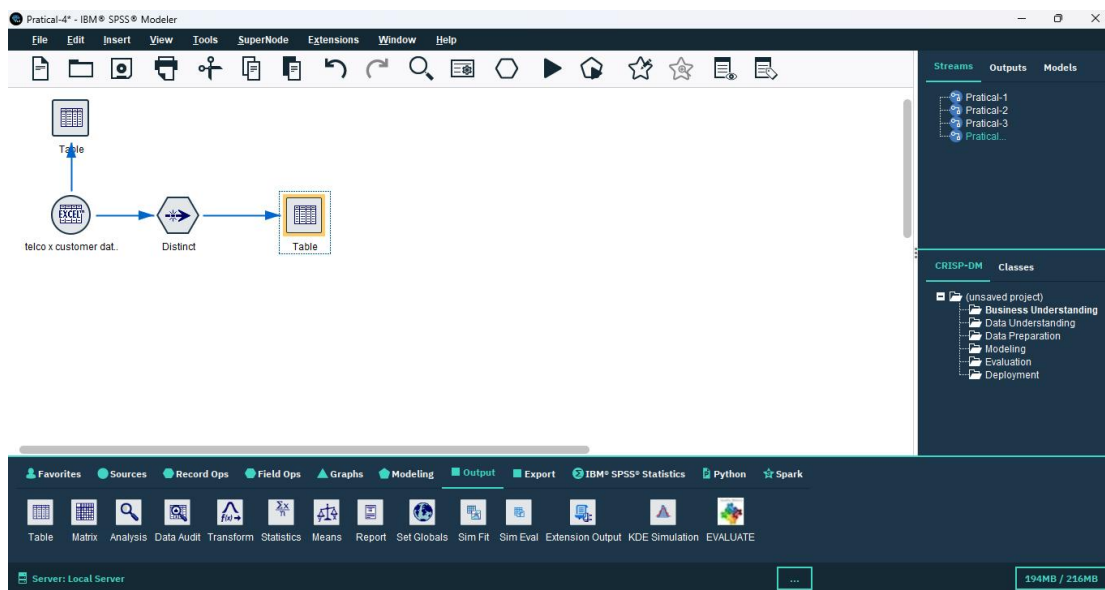 Pratical-4* - IBM® SPSS® Modeler
File Edit Insert View Tools SuperNode Extensions Window Help
Streams Outputs Models
Pratical-1
Pratical-2
Pratical-3
Pratical...
Table
EXCEL
telco x customer dat.. Distinct Table
CRISP-DM Classes
(unsaved project)
Business Understanding
Data Understanding
Data Preparation
Modeling
Evaluation
Deployment
Favorites Sources Record Ops Field Ops Graphs Modeling Output Export IBM® SPSS® Statistics Python Spark
Table Matrix Analysis Data Audit Transform Statistics Means Report Set Globals Sim Fit Sim Eval Extension Output KDE Simulation EVALUATE
Server: Local Server ... 194MB / 216MB